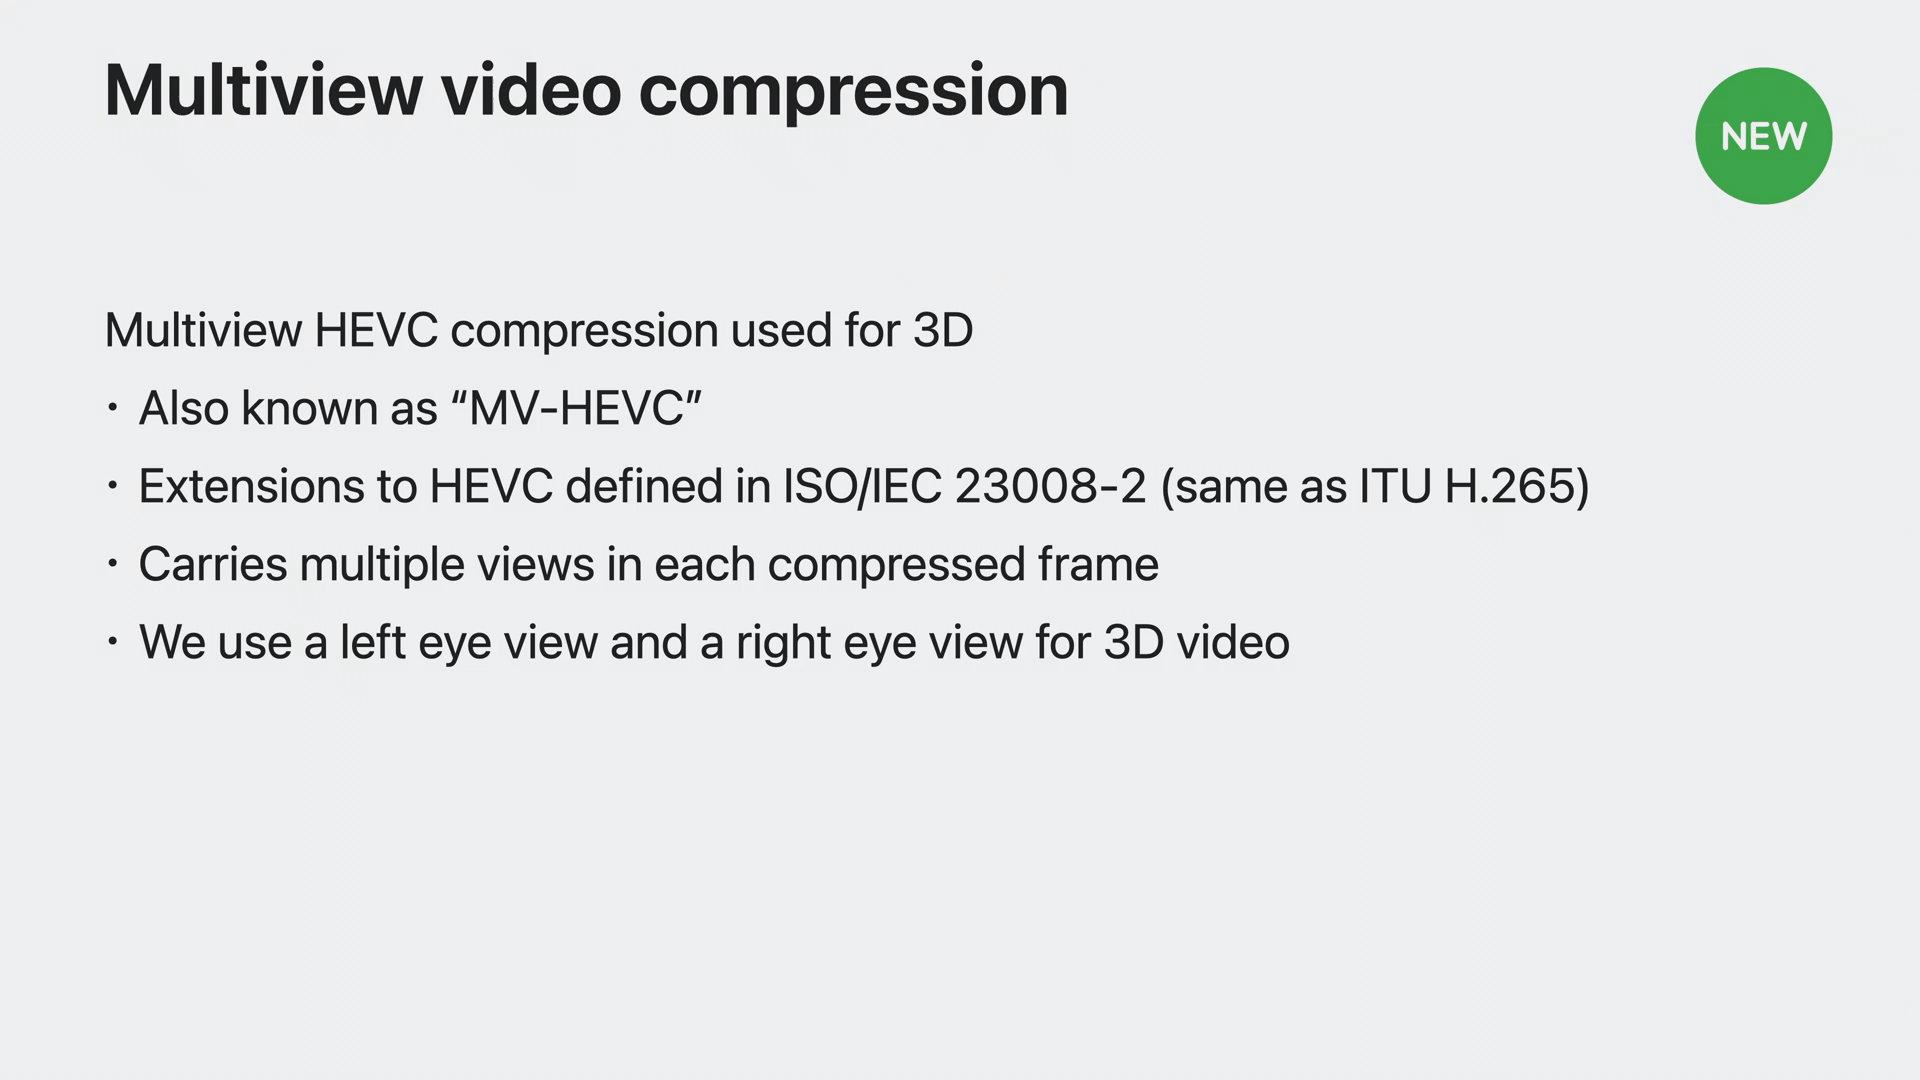 Multiview video compression
NEW
Multiview HEVC compression used for 3D
• Also known as “MV-HEVC”
• Extensions to HEVC defined in ISO/IEC 23008-2 (same as ITU H.265)
• Carries multiple views in each compressed frame
• We use a left eye view and a right eye view for 3D video